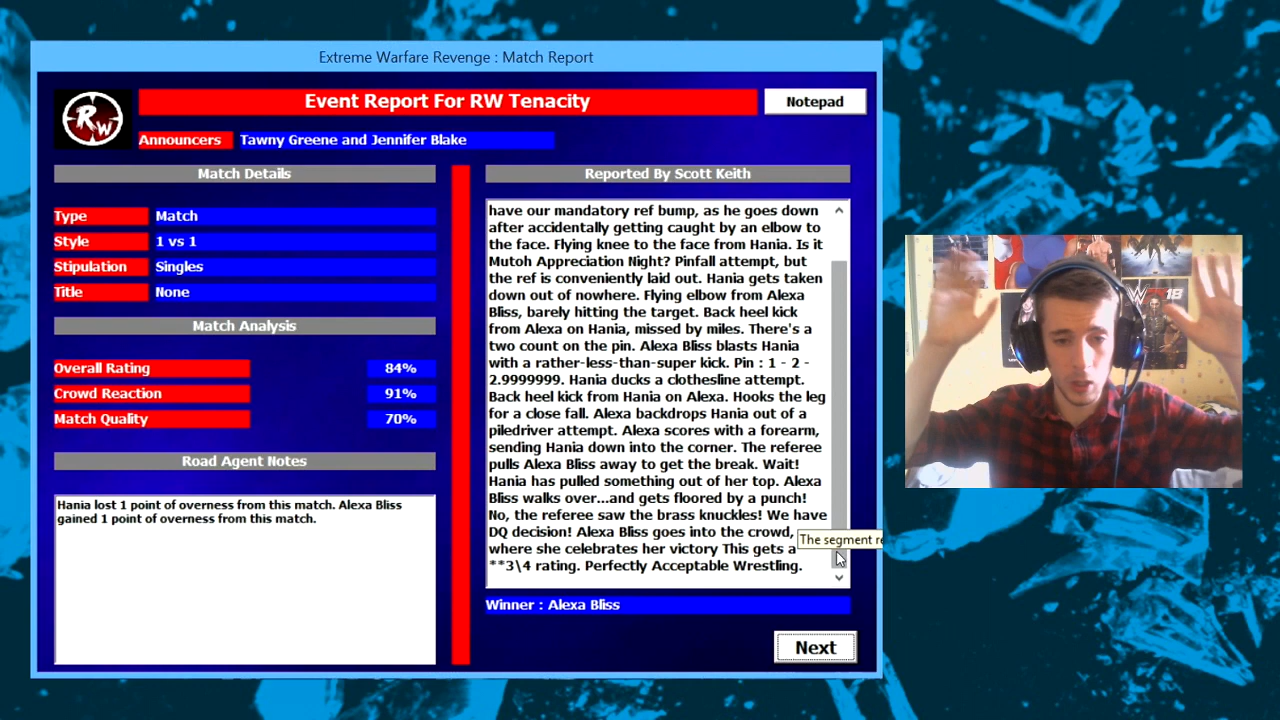 Extreme Warfare Revenge : Match Report
RW
Event Report For RW Tenacity
Notepad
Announcers
Tawny Greene and Jennifer Blake
Match Details
Type
Match
Style
1 vs 1
Stipulation
Singles
Title
None
Match Analysis
Overall Rating
84%
Crowd Reaction
91%
Match Quality
70%
Road Agent Notes
Hania lost 1 point of overness from this match. Alexa Bliss
gained 1 point of overness from this match.
Reported By Scott Keith
have our mandatory ref bump, as he goes down
after accidentally getting caught by an elbow to
the face. Flying knee to the face from Hania. Is it
Mutoh Appreciation Night? Pinfall attempt, but
the ref is conveniently laid out. Hania gets taken
down out of nowhere. Flying elbow from Alexa
Bliss, barely hitting the target. Back heel kick
from Alexa on Hania, missed by miles. There's a
two count on the pin. Alexa Bliss blasts Hania
with a rather-less-than-super kick. Pin : 1 - 2 -
2.9999999. Hania ducks a clothesline attempt.
Back heel kick from Hania on Alexa. Hooks the leg
for a close fall. Alexa backdrops Hania out of a
piledriver attempt. Alexa scores with a forearm,
sending Hania down into the corner. The referee
pulls Alexa Bliss away to get the break. Wait!
Hania has pulled something out of her top. Alexa
Bliss walks over...and gets floored by a punch!
No, the referee saw the brass knuckles! We have
DQ decision! Alexa Bliss goes into the crowd,
where she celebrates her victory This gets a
**3\4 rating. Perfectly Acceptable Wrestling.
The segment re
Winner : Alexa Bliss
Next
W2K18